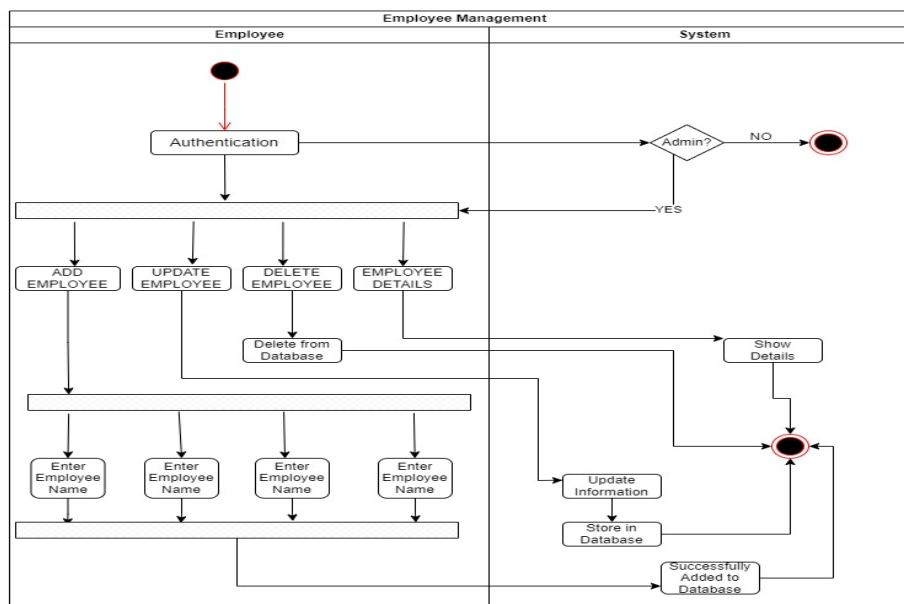 Employee Management
Employee
System
Authentication
Admin?
NO
YES
ADD
EMPLOYEE
UPDATE
EMPLOYEE
DELETE
EMPLOYEE
EMPLOYEE
DETAILS
Delete from
Database
Show
Details
Enter
Employee
Name
Enter
Employee
Name
Enter
Employee
Name
Enter
Employee
Name
Update
Information
Store in
Database
Successfully
Added to
Database